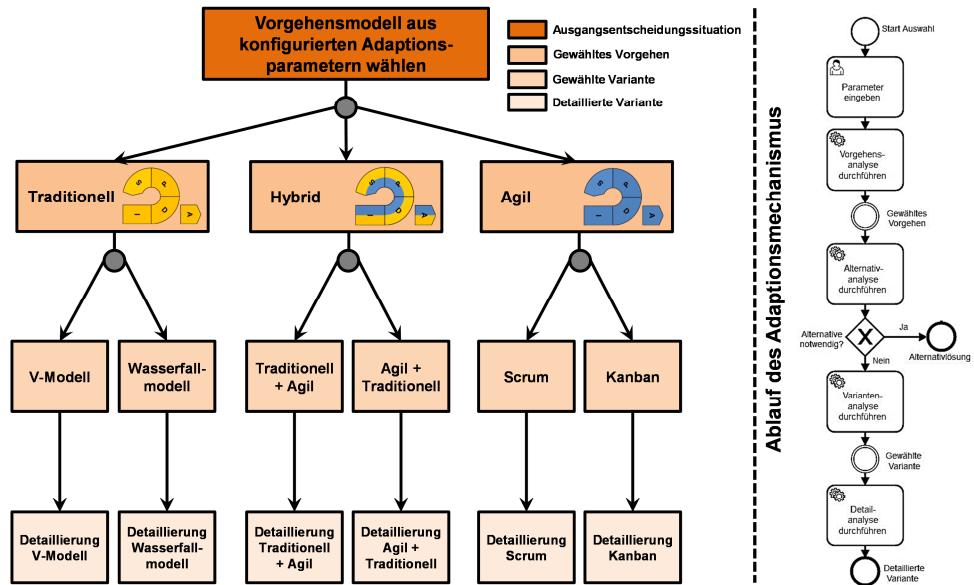 Vorgehensmodell aus
konfigurierten Adaptions-
parametern wählen
Ausgangsentscheidungssituation
Gewähltes Vorgehen
Gewählte Variante
Detaillierte Variante
Traditionell
S
P
D
I
A
Hybrid
S
P
D
I
A
Agil
S
P
D
I
A
V-Modell
Wasserfall-
modell
Traditionell
+ Agil
Agil +
Traditionell
Scrum
Kanban
Detaillierung
V-Modell
Detaillierung
Wasserfall-
modell
Detaillierung
Traditionell
+ Agil
Detaillierung
Agil +
Traditionell
Detaillierung
Scrum
Detaillierung
Kanban
Ablauf des Adaptionsmechanismus
Start Auswahl
Parameter
eingeben
Vorgehens-
analyse
durchführen
Gewähltes
Vorgehen
Alternativ-
analyse
durchführen
Alternative
notwendig?
X
Ja
Alternativlösung
Nein
Varianten-
analyse
durchführen
Gewählte
Variante
Detail-
analyse
durchführen
Detaillierte
Variante